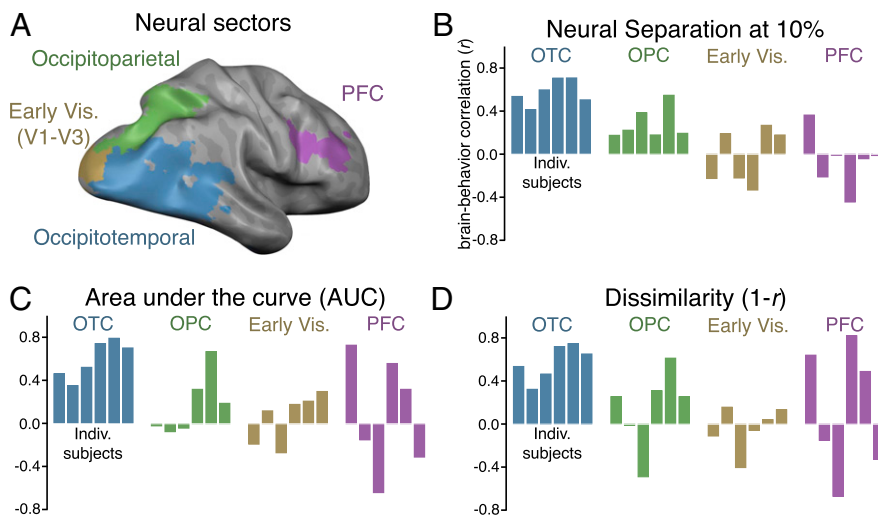 A
Neural sectors
Occipitoparietal
PFC
Early Vis.
(V1-V3)
Occipitotemporal
B
Neural Separation at 10%
OTC
OPC
Early Vis.
PFC
brain-behavior correlation (r)
0.8
0.4
0.0
-0.4
-0.8
Indiv.
subjects
C
Area under the curve (AUC)
OTC
OPC
Early Vis.
PFC
0.8
0.4
0.0
-0.4
-0.8
Indiv.
subjects
D
Dissimilarity (1-r)
OTC
OPC
Early Vis.
PFC
0.8
0.4
0.0
-0.4
-0.8
Indiv.
subjects